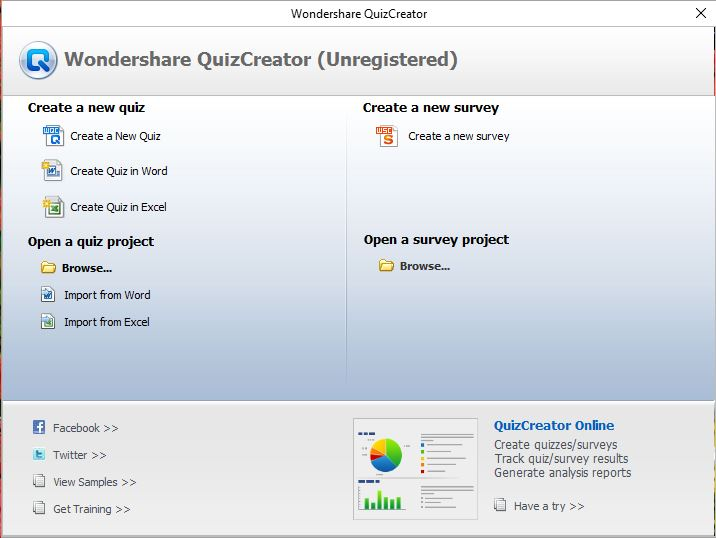 Wondershare QuizCreator
Wondershare QuizCreator (Unregistered)
Create a new quiz
Create a New Quiz
Create Quiz in Word
Create Quiz in Excel
Open a quiz project
Browse...
Import from Word
Import from Excel
Create a new survey
Create a new survey
Open a survey project
Browse...
Facebook >>
Twitter >>
View Samples >>
Get Training >>
QuizCreator Online
Create quizzes/surveys
Track quiz/survey results
Generate analysis reports
Have a try >>